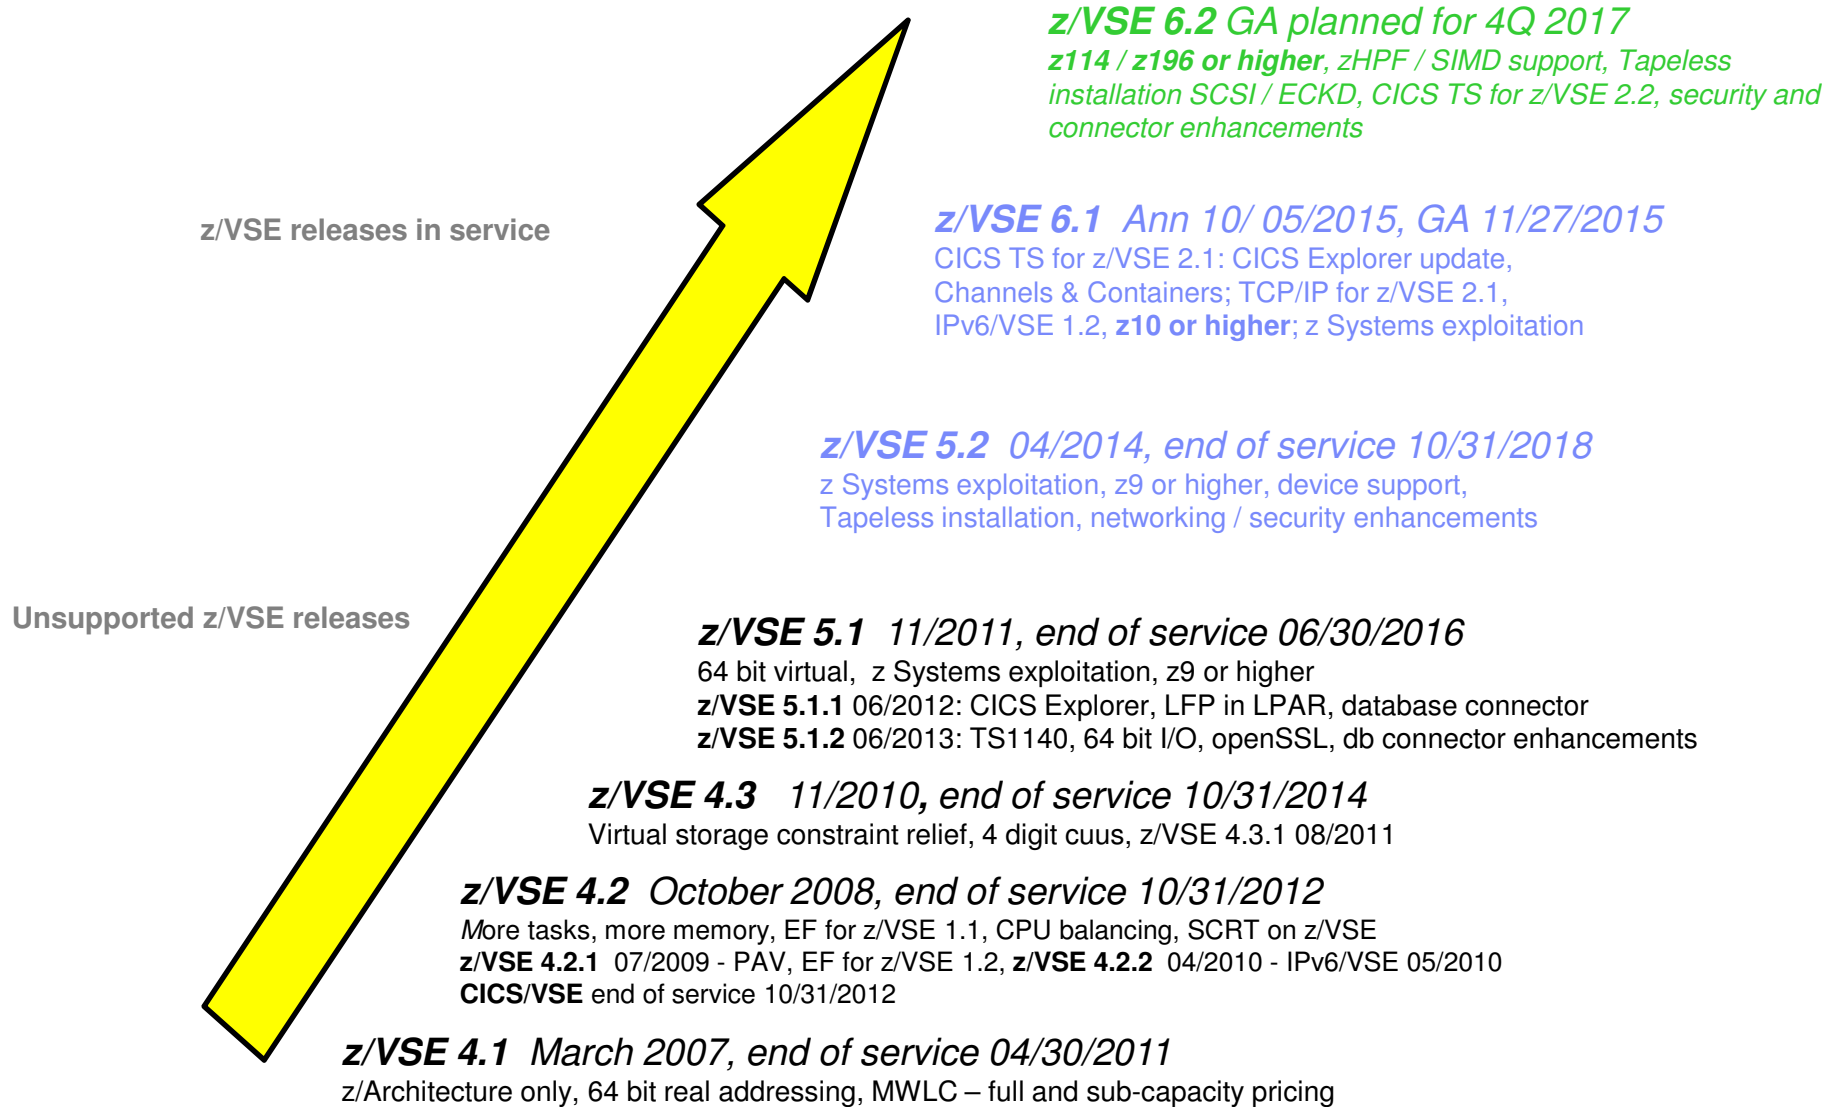 z/VSE 6.2 GA planned for 4Q 2017
z114 / z196 or higher, zHPF / SIMD support, Tapeless
installation SCSI / ECKD, CICS TS for z/VSE 2.2, security and
connector enhancements
z/VSE releases in service
z/VSE 6.1 Ann 10/ 05/2015, GA 11/27/2015
CICS TS for z/VSE 2.1: CICS Explorer update,
Channels & Containers; TCP/IP for z/VSE 2.1,
IPv6/VSE 1.2, z10 or higher; z Systems exploitation
z/VSE 5.2 04/2014, end of service 10/31/2018
z Systems exploitation, z9 or higher, device support,
Tapeless installation, networking / security enhancements
Unsupported z/VSE releases
z/VSE 5.1 11/2011, end of service 06/30/2016
64 bit virtual, z Systems exploitation, z9 or higher
z/VSE 5.1.1 06/2012: CICS Explorer, LFP in LPAR, database connector
z/VSE 5.1.2 06/2013: TS1140, 64 bit I/O, openSSL, db connector enhancements
z/VSE 4.3 11/2010, end of service 10/31/2014
Virtual storage constraint relief, 4 digit cuus, z/VSE 4.3.1 08/2011
z/VSE 4.2 October 2008, end of service 10/31/2012
More tasks, more memory, EF for z/VSE 1.1, CPU balancing, SCRT on z/VSE
z/VSE 4.2.1 07/2009 - PAV, EF for z/VSE 1.2, z/VSE 4.2.2 04/2010 - IPv6/VSE 05/2010
CICS/VSE end of service 10/31/2012
z/VSE 4.1 March 2007, end of service 04/30/2011
z/Architecture only, 64 bit real addressing, MWLC – full and sub-capacity pricing